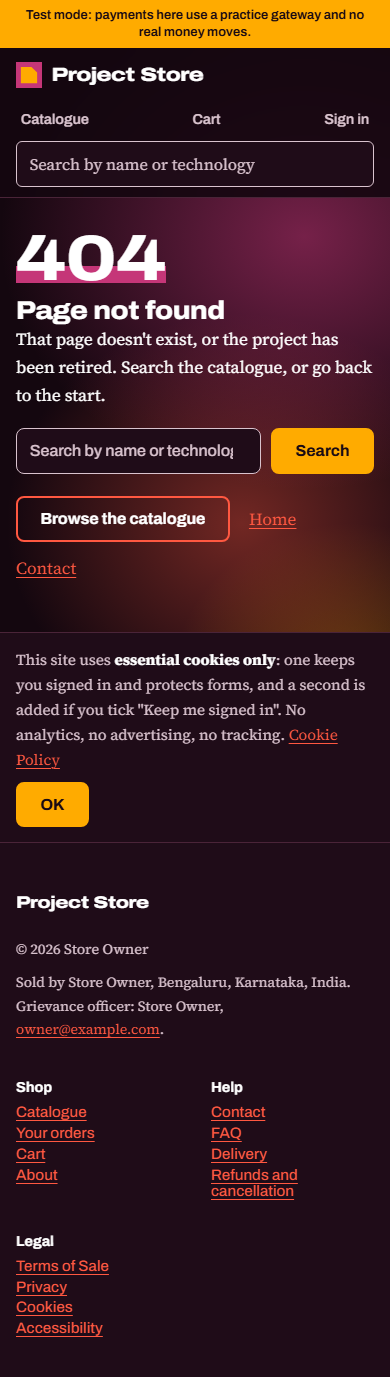 Test mode: payments here use a practice gateway and no
real money moves.
Project Store
Catalogue
Cart
Sign in
Search by name or technology
404
Page not found
That page doesn't exist, or the project has
been retired. Search the catalogue, or go back
to the start.
Search by name or technolog
Search
Browse the catalogue
Home
Contact
This site uses essential cookies only: one keeps
you signed in and protects forms, and a second is
added if you tick "Keep me signed in". No
analytics, no advertising, no tracking. Cookie
Policy
OK
Project Store
© 2026 Store Owner
Sold by Store Owner, Bengaluru, Karnataka, India.
Grievance officer: Store Owner,
owner@example.com.
Shop
Catalogue
Your orders
Cart
About
Help
Contact
FAQ
Delivery
Refunds and
cancellation
Legal
Terms of Sale
Privacy
Cookies
Accessibility